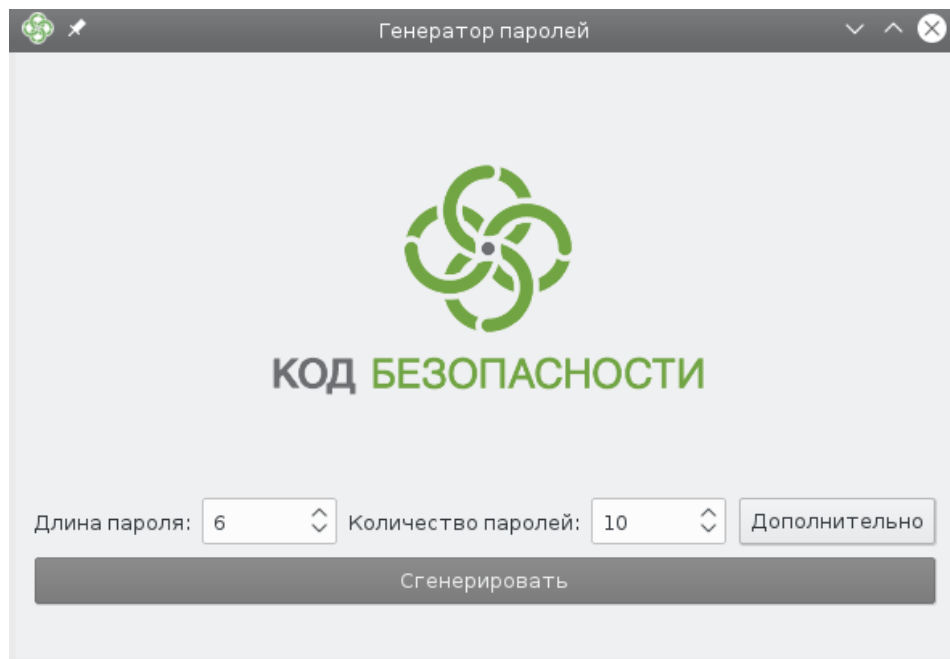 Генератор паролей
КОД БЕЗОПАСНОСТИ
Длина пароля: 6 Количество паролей: 10 Дополнительно
Сгенерировать